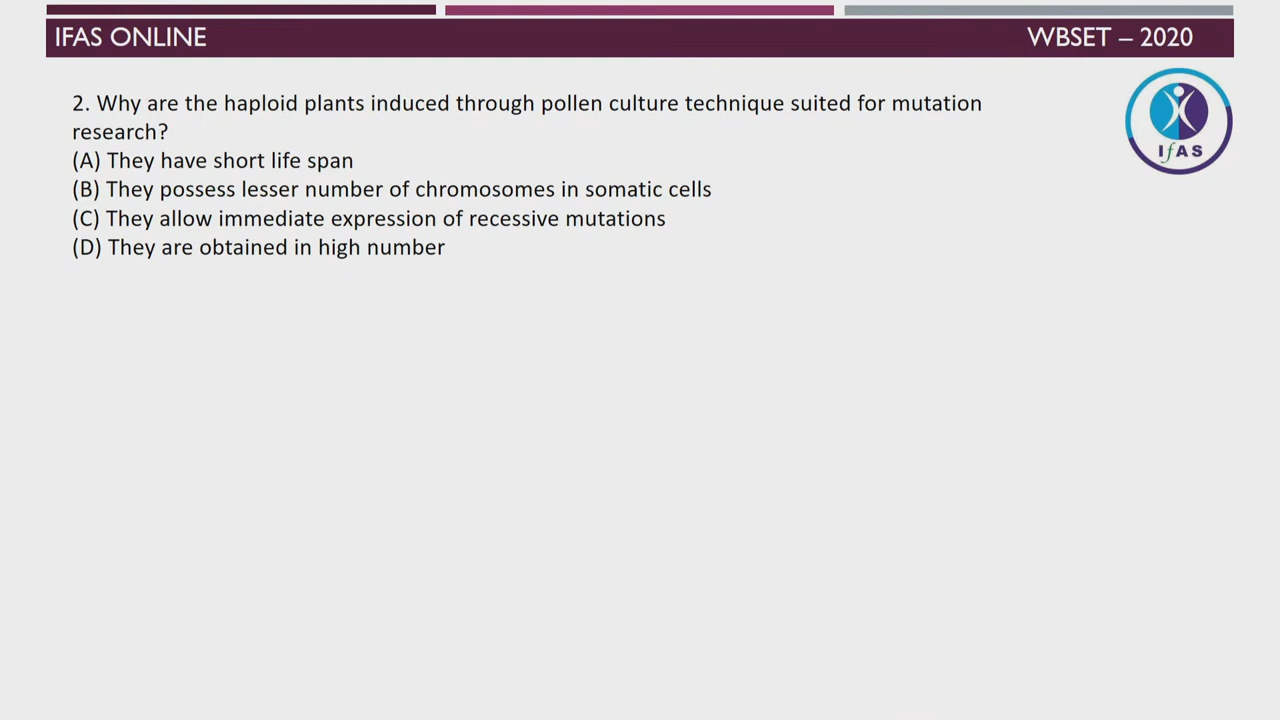 IFAS ONLINE
WBSET – 2020
2. Why are the haploid plants induced through pollen culture technique suited for mutation
research?
(A) They have short life span
(B) They possess lesser number of chromosomes in somatic cells
(C) They allow immediate expression of recessive mutations
(D) They are obtained in high number
IfAS